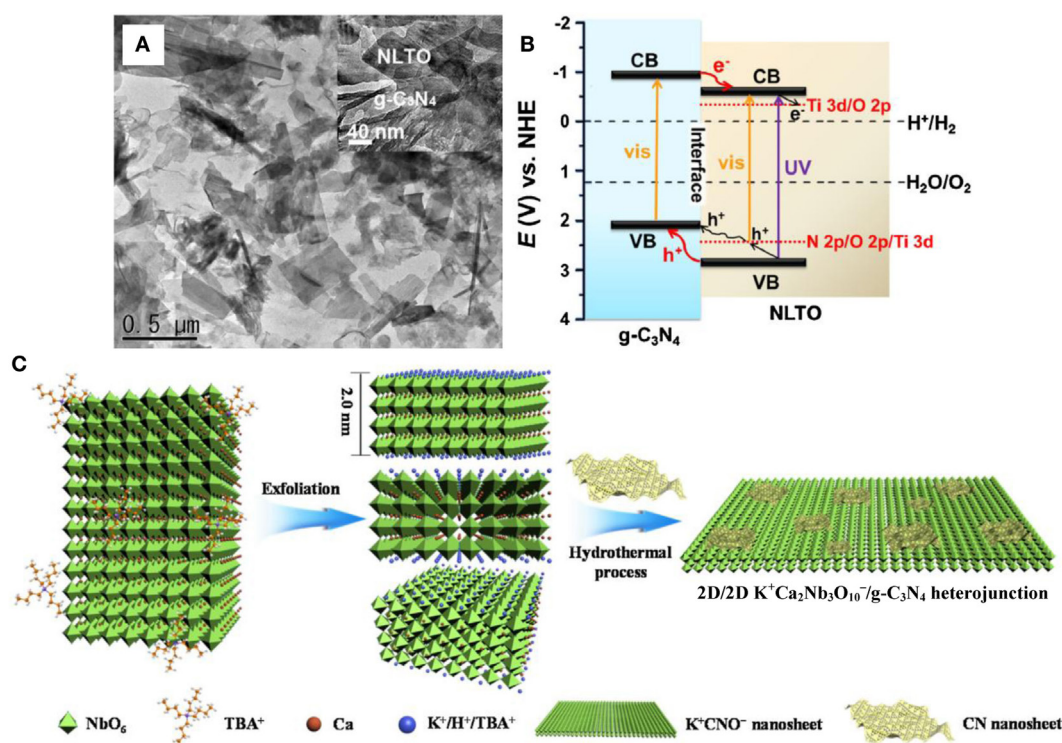 A
NLTO
g-C₃N₄
40 nm
0.5 μm
B
E (V) vs. NHE
-2
-1
0
1
2
3
4
CB
e⁻
CB
Ti 3d/O 2p
e⁻
H⁺/H₂
vis
Interface
vis
UV
H₂O/O₂
h⁺
h⁺
VB
N 2p/O 2p/Ti 3d
h⁺
VB
g-C₃N₄
NLTO
C
2.0 nm
Exfoliation
Hydrothermal
process
2D/2D K⁺Ca₂Nb₃O₁₀⁻/g-C₃N₄ heterojunction
NbO₆
TBA⁺
Ca
K⁺/H⁺/TBA⁺
K⁺CNO⁻ nanosheet
CN nanosheet